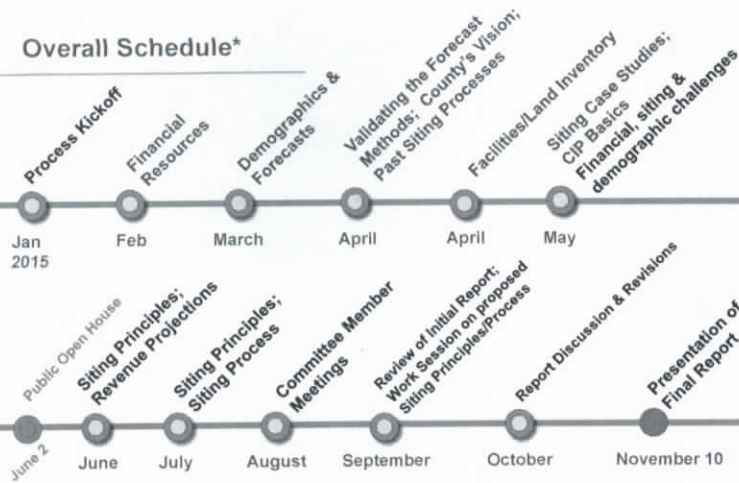 Overall Schedule*
Process Kickoff
Financial
Resources
Demographics &
Forecasts
Validating the Forecast
Methods; County's Vision;
Past Siting Processes
Facilities/Land Inventory
Siting Case Studies;
CIP Basics
Financial, siting &
demographic challenges
Jan
2015
Feb
March
April
April
May
Public Open House
Siting Principles;
Revenue Projections
Siting Principles;
Siting Process
Committee Member
Meetings
Review of Initial Report;
Work Session on proposed
Siting Principles/Process
Report Discussion & Revisions
Presentation of
Final Report
June 2
June
July
August
September
October
November 10